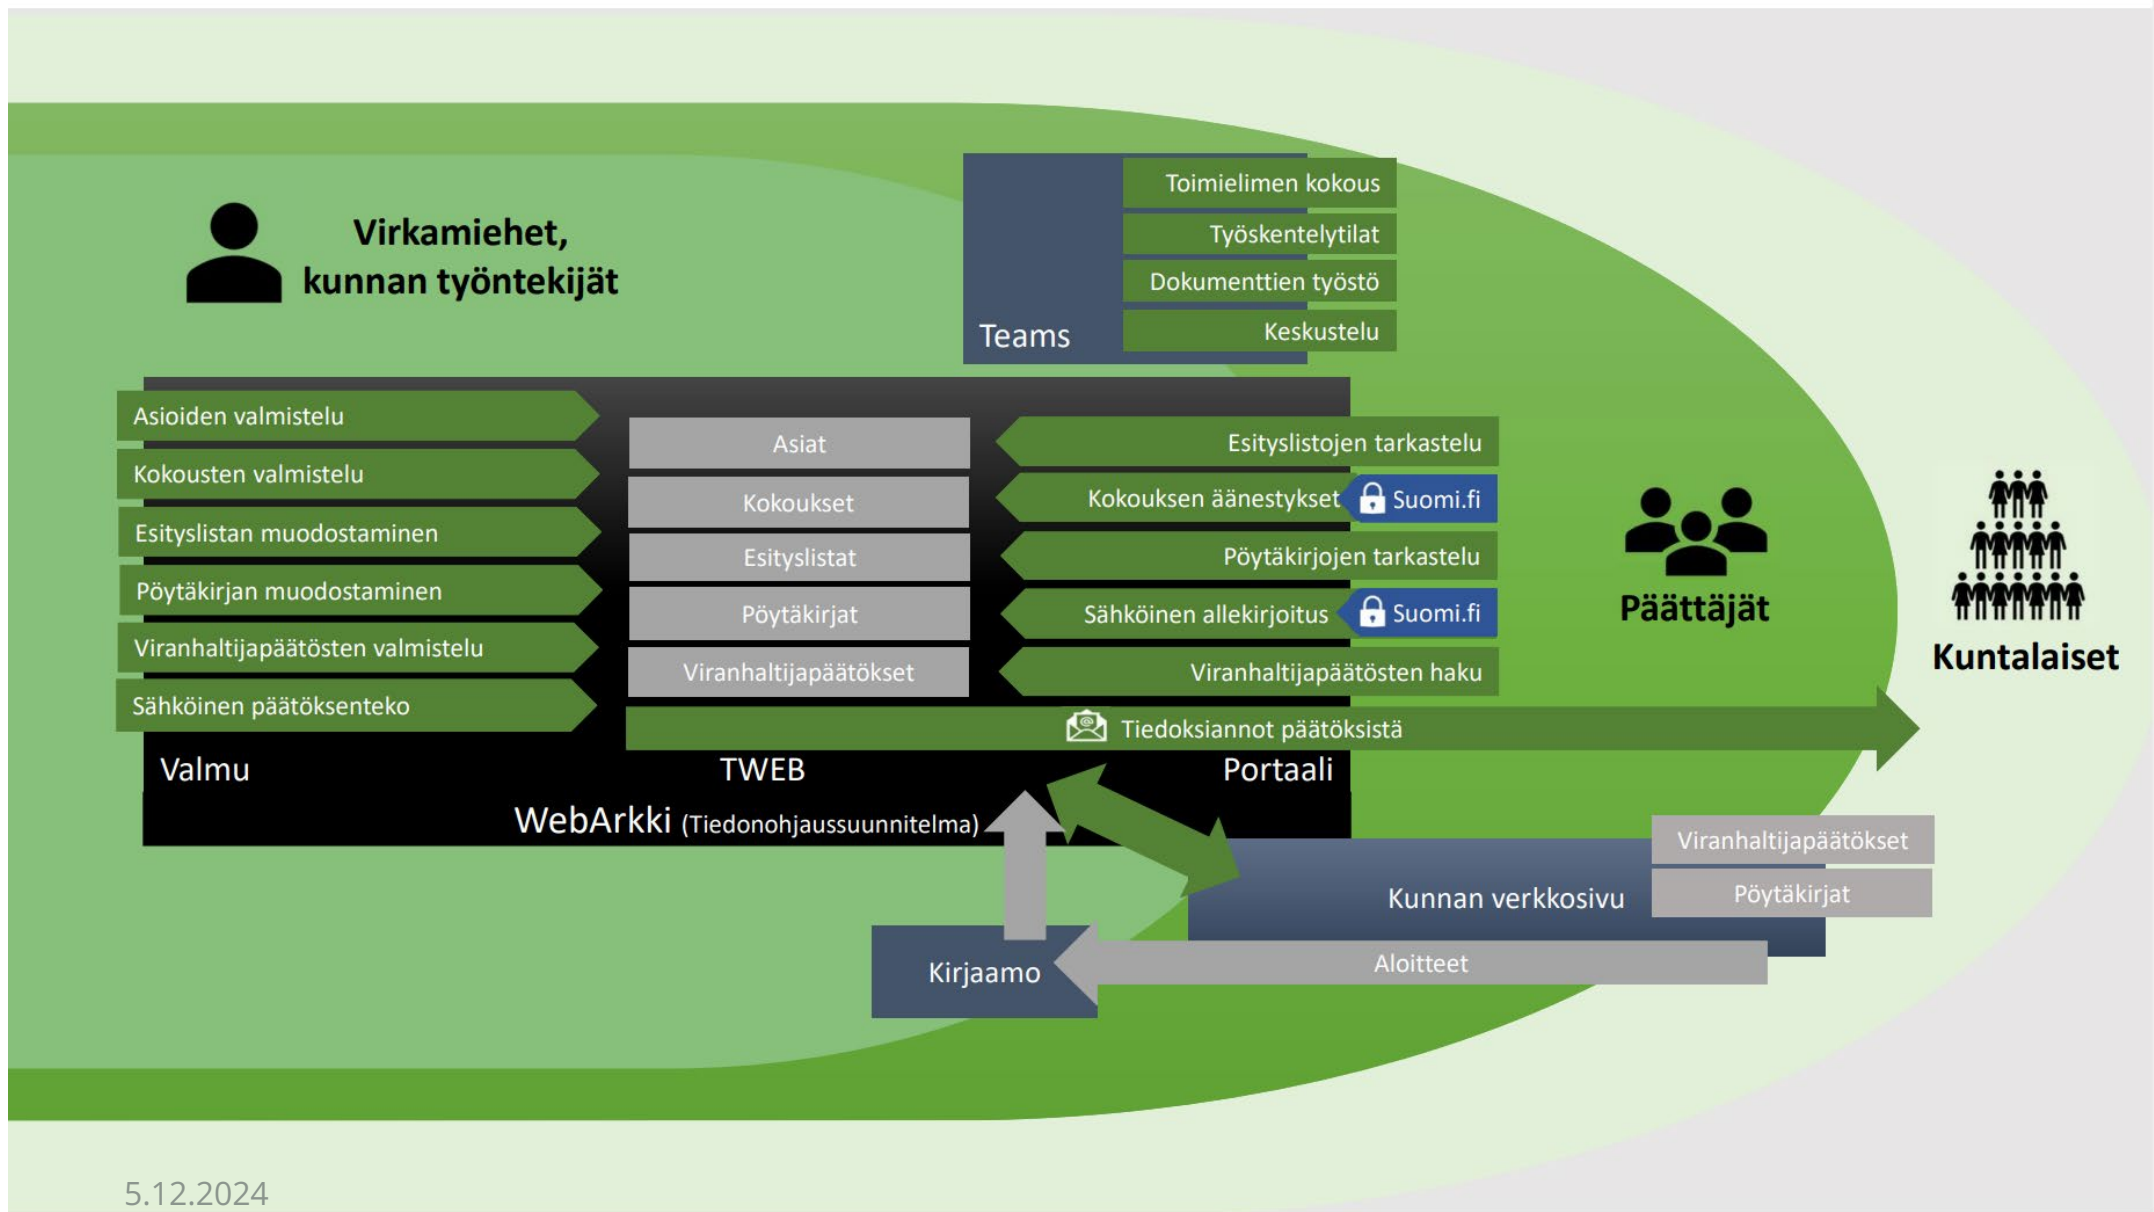 Virkamiehet,
kunnan työntekijät
Toimielimen kokous
Työskentelytilat
Dokumenttien työstö
Keskustelu
Teams
Asioiden valmistelu
Kokousten valmistelu
Esityslistan muodostaminen
Pöytäkirjan muodostaminen
Viranhaltijapäätösten valmistelu
Sähköinen päätöksenteko
Asiat
Kokoukset
Esityslistat
Pöytäkirjat
Viranhaltijapäätökset
Esityslistojen tarkastelu
Kokouksen äänestykset
Suomi.fi
Pöytäkirjojen tarkastelu
Sähköinen allekirjoitus
Suomi.fi
Viranhaltijapäätösten haku
Tiedoksiannot päätöksistä
Valmu
TWEB
Portaali
WebArkki (Tiedonohjaussuunnitelma)
Päättäjät
Kuntalaiset
Viranhaltijapäätökset
Pöytäkirjat
Kunnan verkkosivu
Aloitteet
Kirjaamo
5.12.2024